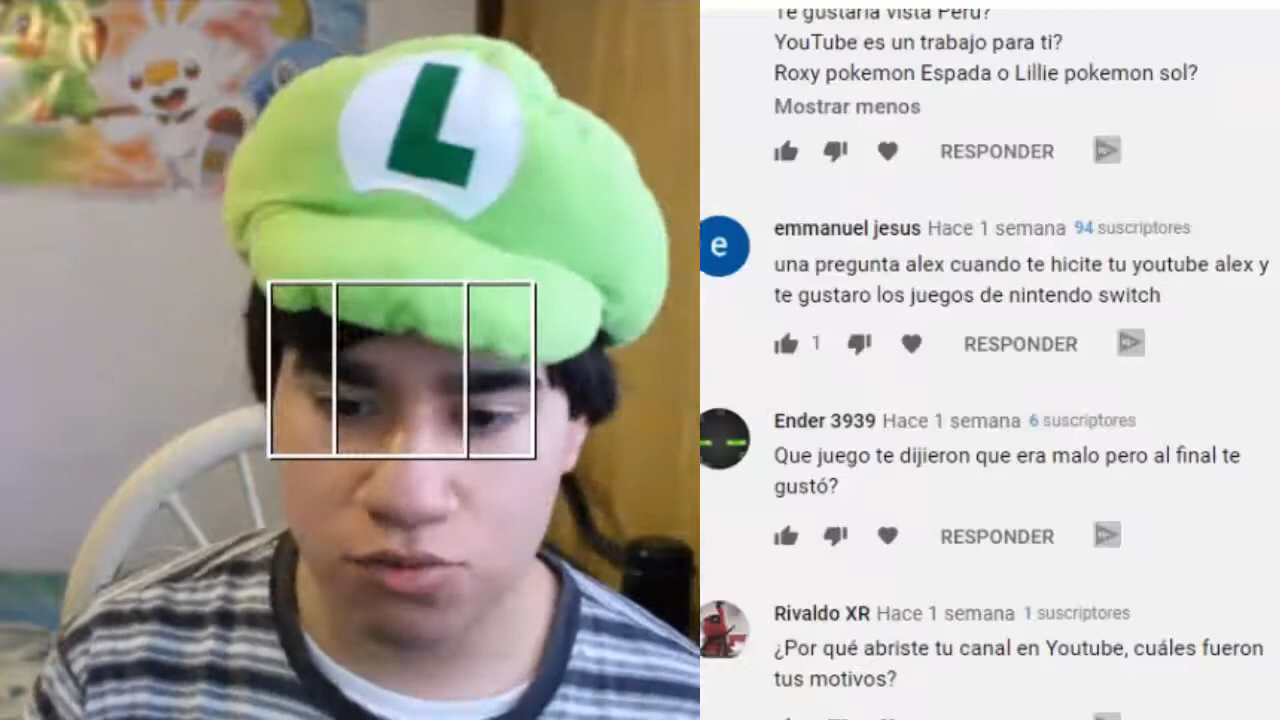 L
Te gustaria vista Perú?
YouTube es un trabajo para ti?
Roxy pokemon Espada o Lillie pokemon sol?
Mostrar menos
RESPONDER
e
emmanuel jesus Hace 1 semana 94 suscriptores
una pregunta alex cuando te hicite tu youtube alex y
te gustaro los juegos de nintendo switch
1 RESPONDER
Ender 3939 Hace 1 semana 6 suscriptores
Que juego te dijieron que era malo pero al final te
gustó?
RESPONDER
Rivaldo XR Hace 1 semana 1 suscriptores
¿Por qué abriste tu canal en Youtube, cuáles fueron
tus motivos?